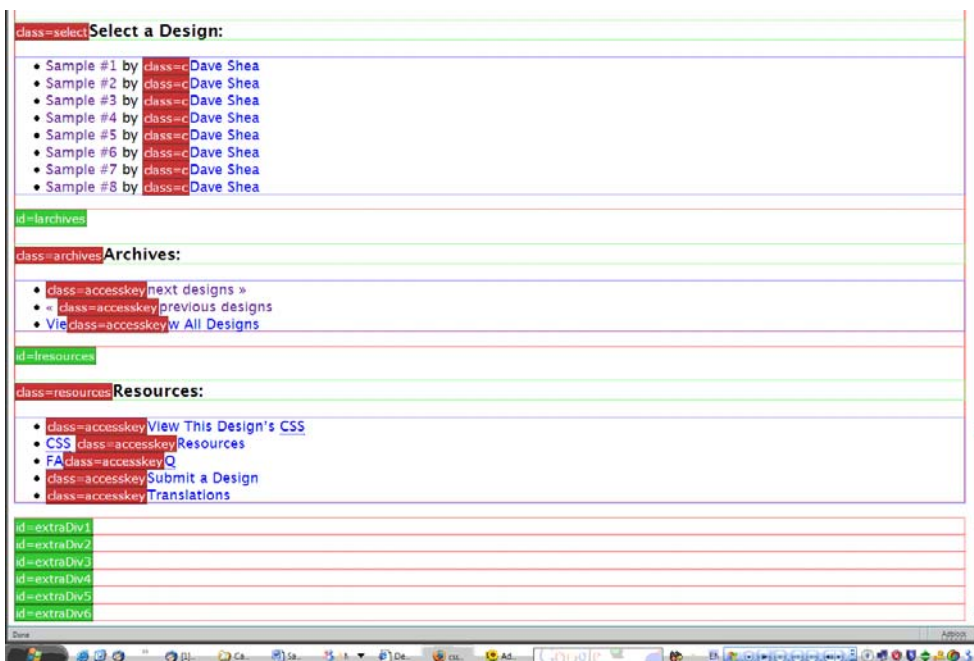 class=selectSelect a Design:
Sample #1 by class=cDave Shea
Sample #2 by class=cDave Shea
Sample #3 by class=cDave Shea
Sample #4 by class=cDave Shea
Sample #5 by class=cDave Shea
Sample #6 by class=cDave Shea
Sample #7 by class=cDave Shea
Sample #8 by class=cDave Shea
id=larchives
class=archivesArchives:
class=accesskeynext designs »
« class=accesskeyprevious designs
Vieclass=accesskeyw All Designs
id=lresources
class=resourcesResources:
class=accesskeyView This Design's CSS
CSS class=accesskeyResources
FAclass=accesskeyQ
class=accesskeySubmit a Design
class=accesskeyTranslations
id=extraDiv1
id=extraDiv2
id=extraDiv3
id=extraDiv4
id=extraDiv5
id=extraDiv6
Done Adblock